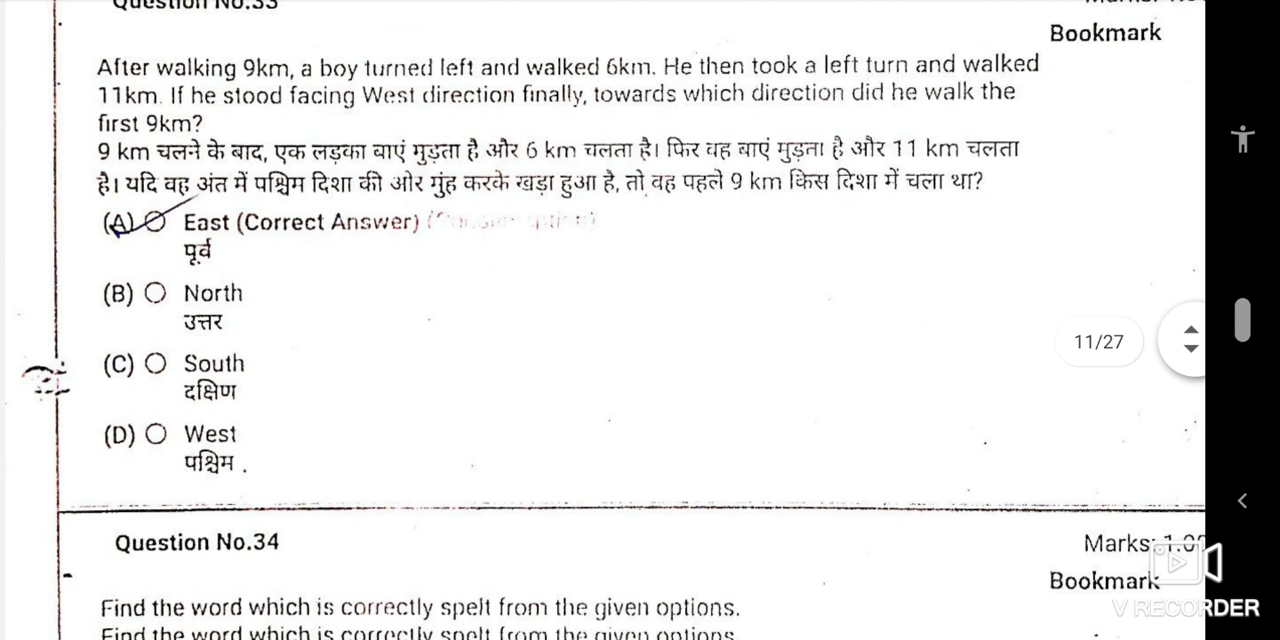 Question No.33
Bookmark
After walking 9km, a boy turned left and walked 6km. He then took a left turn and walked
11km. If he stood facing West direction finally, towards which direction did he walk the
first 9km?
9 km चलने के बाद, एक लड़का बाएं मुड़ता है और 6 km चलता है। फिर वह बाएं मुड़ता है और 11 km चलता
है। यदि वह अंत में पश्चिम दिशा की ओर मुंह करके खड़ा हुआ है, तो वह पहले 9 km किस दिशा में चला था?
(A) East (Correct Answer)
पूर्व
(B) North
उत्तर
(C) South
दक्षिण
(D) West
पश्चिम .
11/27
Question No.34
Marks: 1.0
Bookmark
Find the word which is correctly spelt from the given options.
Find the word which is correctly spelt from the given options.
V RECORDER